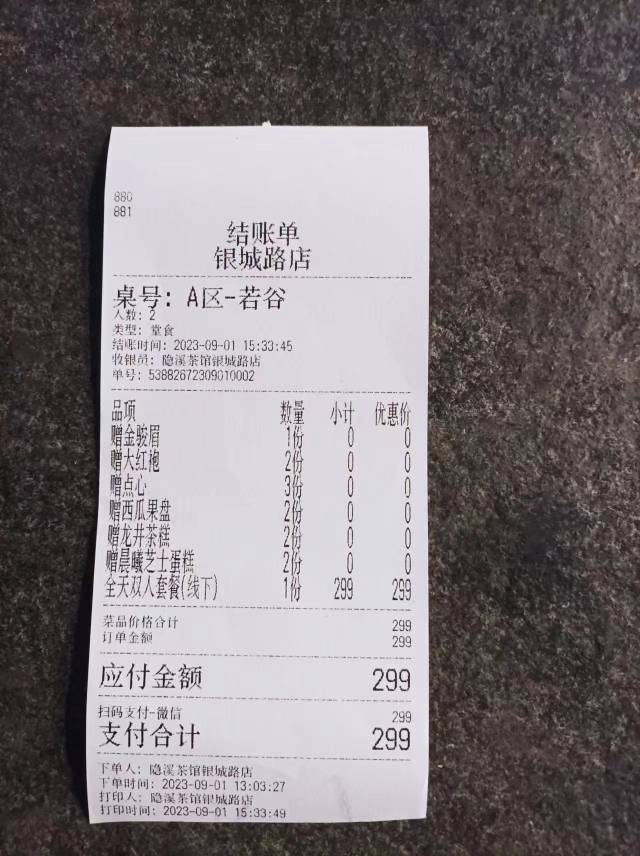 880
881
结账单
银城路店
桌号: A区-若谷
人数: 2
类型: 堂食
结账时间: 2023-09-01 15:33:45
收银员: 隐溪茶馆银城路店
单号: 53882672309010002
品项 数量 小计 优惠价
赠金骏眉 1份 0 0
赠大红袍 2份 0 0
赠点心 3份 0 0
赠西瓜果盘 2份 0 0
赠龙井茶糕 2份 0 0
赠晨曦芝士蛋糕 2份 0 0
全天双人套餐(线下) 1份 299 299
菜品价格合计 299
订单金额 299
应付金额 299
扫码支付-微信 299
支付合计 299
下单人: 隐溪茶馆银城路店
下单时间: 2023-09-01 13:03:27
打印人: 隐溪茶馆银城路店
打印时间: 2023-09-01 15:33:49